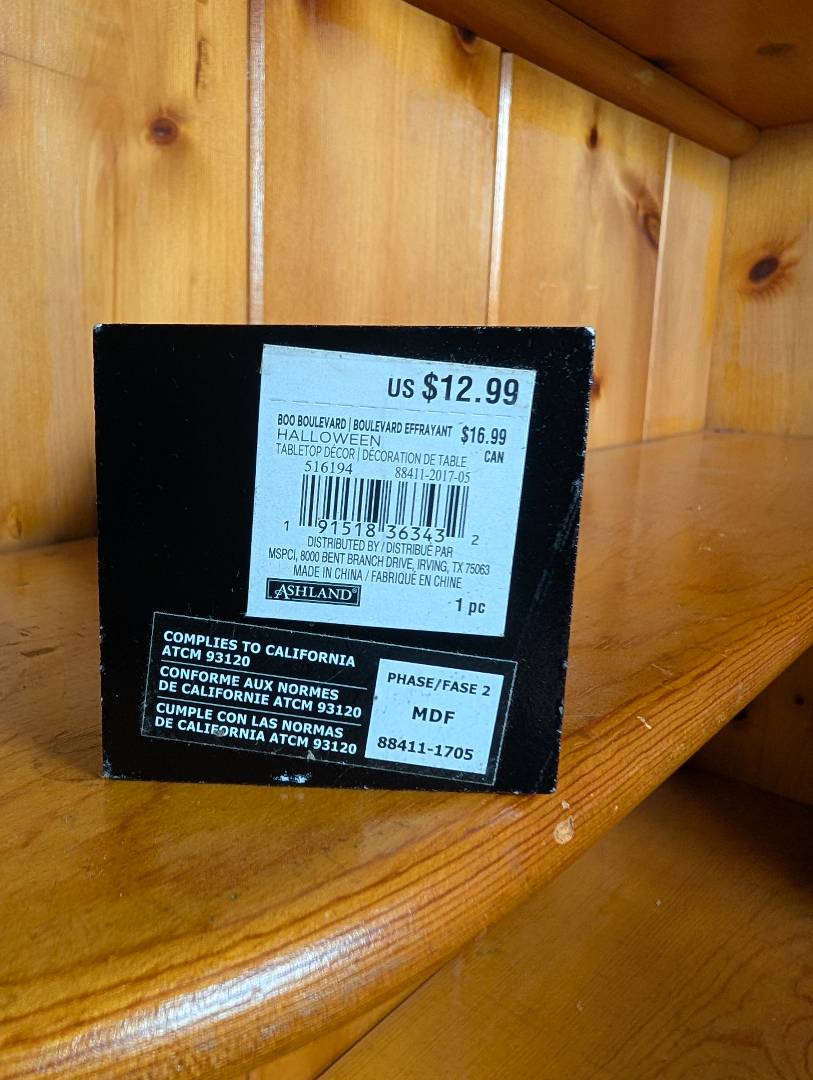 US $12.99
BOO BOULEVARD | BOULEVARD EFFRAYANT $16.99
HALLOWEEN CAN
TABLETOP DÉCOR | DÉCORATION DE TABLE
516194 88411-2017-05
1 91518 36343 2
DISTRIBUTED BY / DISTRIBUÉ PAR
MSPCI, 8000 BENT BRANCH DRIVE, IRVING, TX 75063
MADE IN CHINA / FABRIQUÉ EN CHINE
ASHLAND®
1 pc
COMPLIES TO CALIFORNIA
ATCM 93120
CONFORME AUX NORMES
DE CALIFORNIE ATCM 93120
CUMPLE CON LAS NORMAS
DE CALIFORNIA ATCM 93120
PHASE/FASE 2
MDF
88411-1705